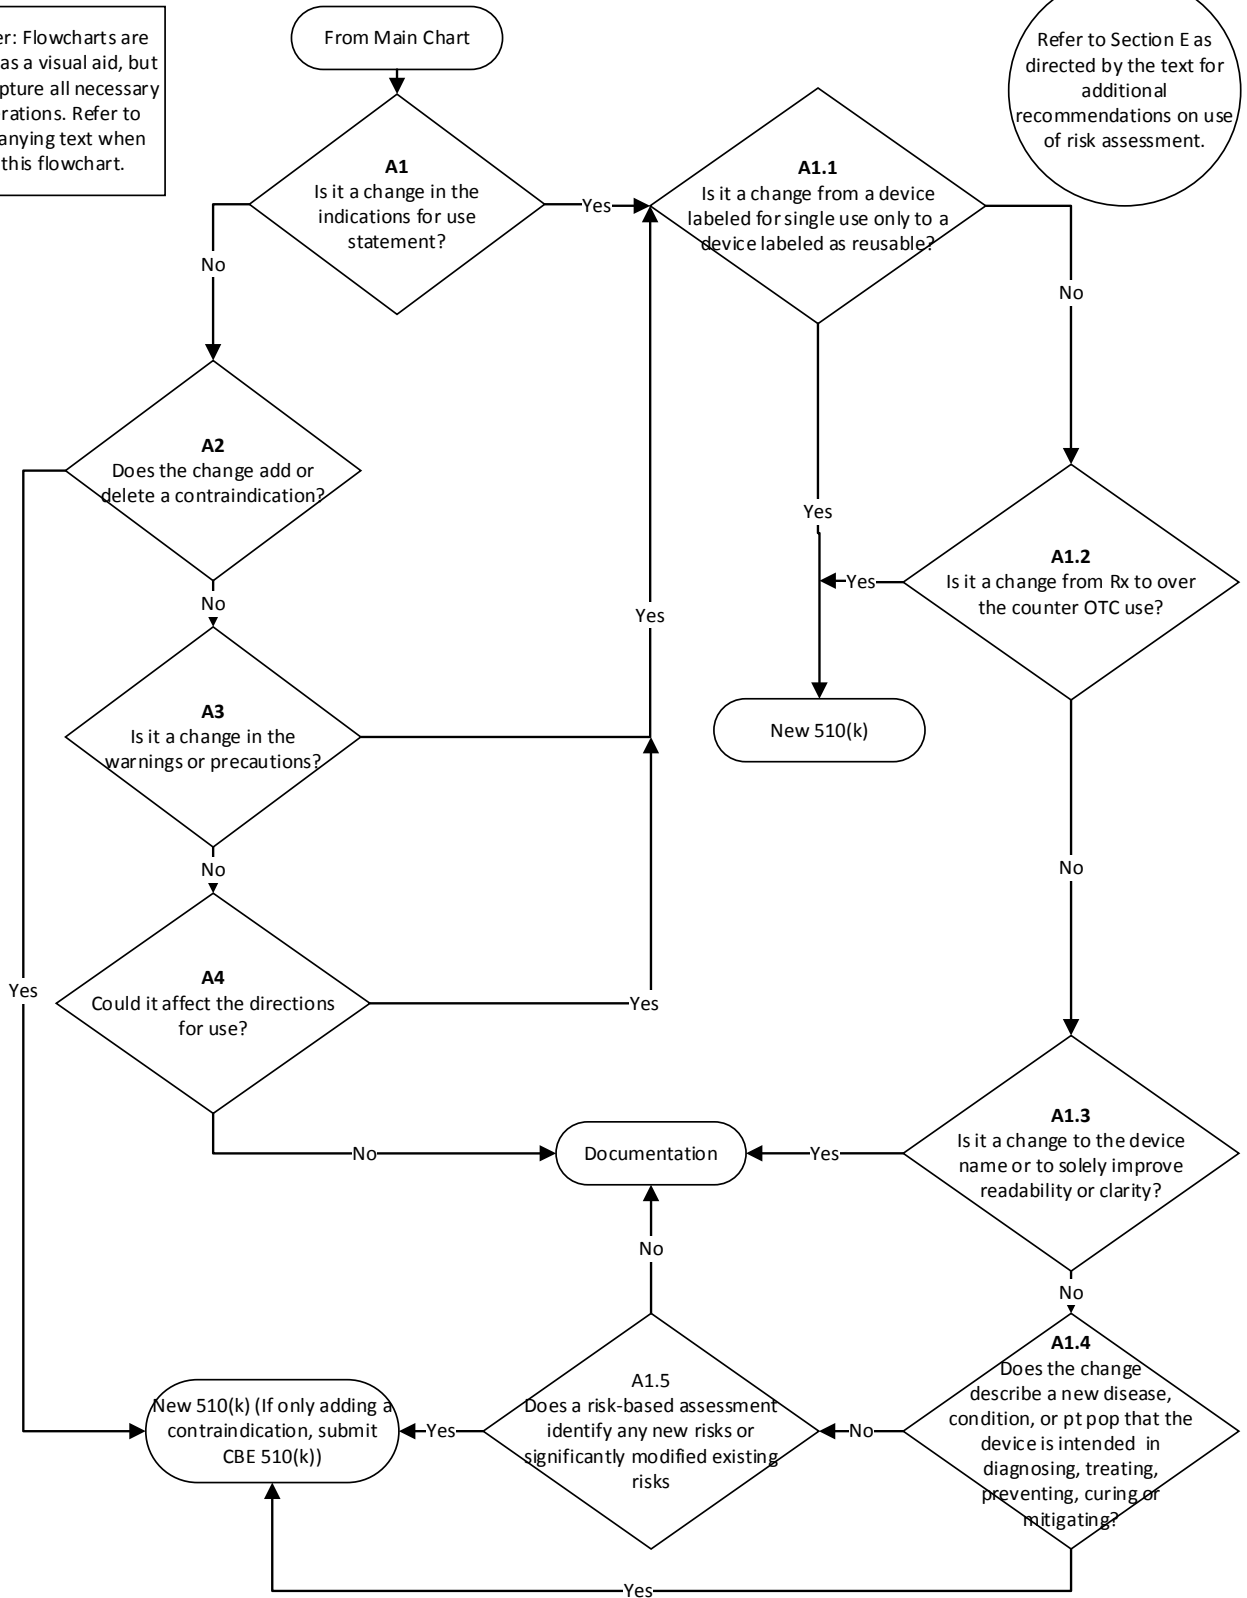 er: Flowcharts are
as a visual aid, but
pture all necessary
rations. Refer to
anying text when
this flowchart.
From Main Chart
Refer to Section E as
directed by the text for
additional
recommendations on use
of risk assessment.
A1
Is it a change in the
indications for use
statement?
Yes
No
A1.1
Is it a change from a device
labeled for single use only to a
device labeled as reusable?
No
Yes
A2
Does the change add or
delete a contraindication?
No
Yes
A1.2
Is it a change from Rx to over
the counter OTC use?
Yes
No
New 510(k)
A3
Is it a change in the
warnings or precautions?
Yes
No
A4
Could it affect the directions
for use?
Yes
No
Documentation
A1.3
Is it a change to the device
name or to solely improve
readability or clarity?
Yes
No
A1.4
Does the change
describe a new disease,
condition, or pt pop that the
device is intended in
diagnosing, treating,
preventing, curing or
mitigating?
No
Yes
A1.5
Does a risk-based assessment
identify any new risks or
significantly modified existing
risks
No
Yes
New 510(k) (If only adding a
contraindication, submit
CBE 510(k))